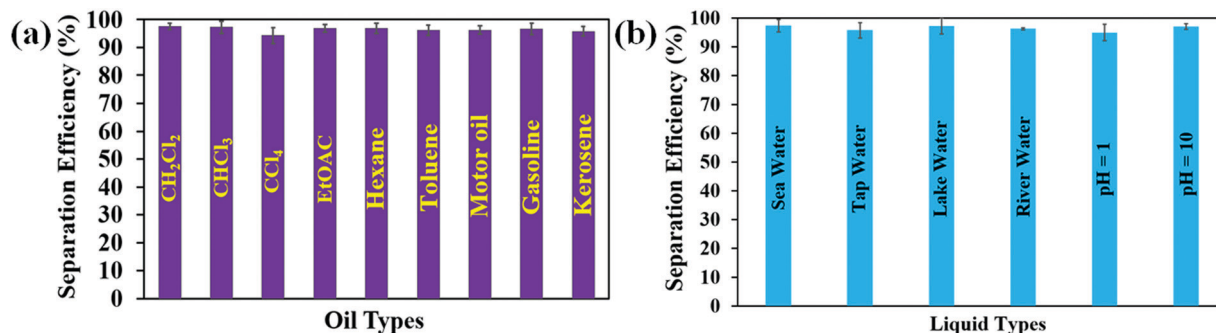 (a)
Separation Efficiency (%)
100
90
80
70
60
50
40
30
20
10
0
CH₂Cl₂
CHCl₃
CCl₄
EtOAC
Hexane
Toluene
Motor oil
Gasoline
Kerosene
Oil Types
(b)
Separation Efficiency (%)
100
90
80
70
60
50
40
30
20
10
0
Sea Water
Tap Water
Lake Water
River Water
pH = 1
pH = 10
Liquid Types